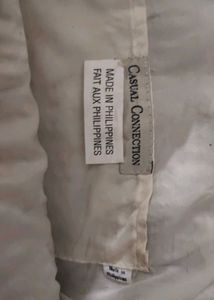 CASUAL CONNECTION
MADE IN PHILIPPINES
FAIT AUX PHILIPPINES